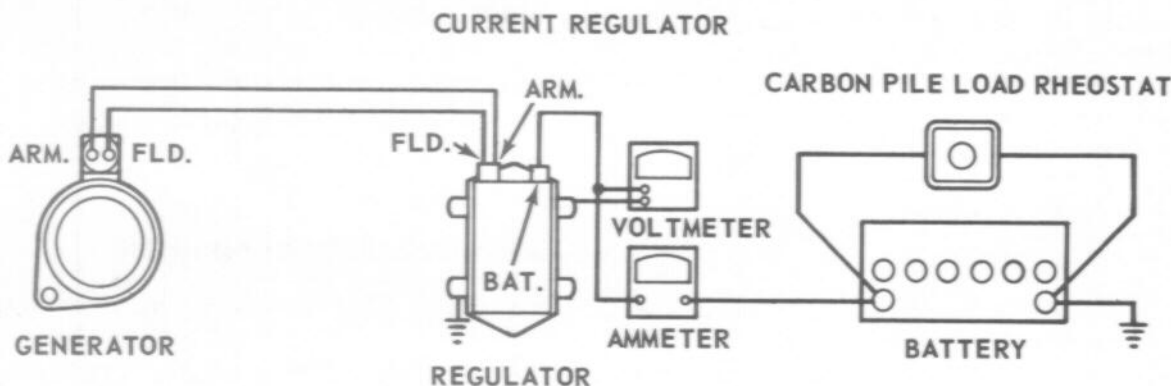 CURRENT REGULATOR
CARBON PILE LOAD RHEOSTAT
ARM.
FLD.
ARM. FLD.
VOLTMETER
BAT.
AMMETER
GENERATOR
BATTERY
REGULATOR